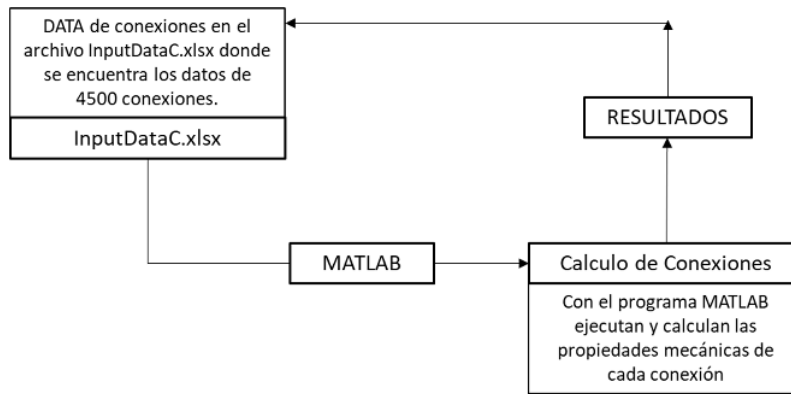 DATA de conexiones en el
archivo InputDataC.xlsx donde
se encuentra los datos de
4500 conexiones.
InputDataC.xlsx
RESULTADOS
MATLAB
Calculo de Conexiones
Con el programa MATLAB
ejecutan y calculan las
propiedades mecánicas de
cada conexión